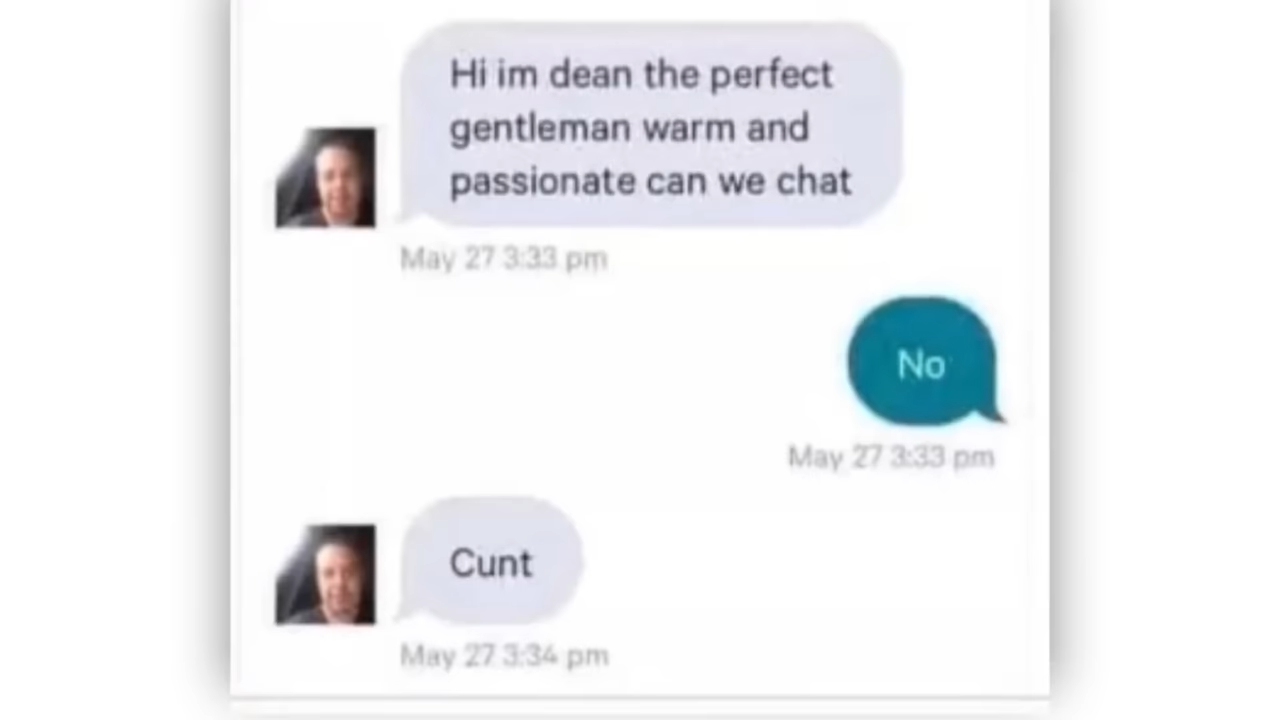 Hi im dean the perfect
gentleman warm and
passionate can we chat
May 27 3:33 pm
No
May 27 3:33 pm
Cunt
May 27 3:34 pm